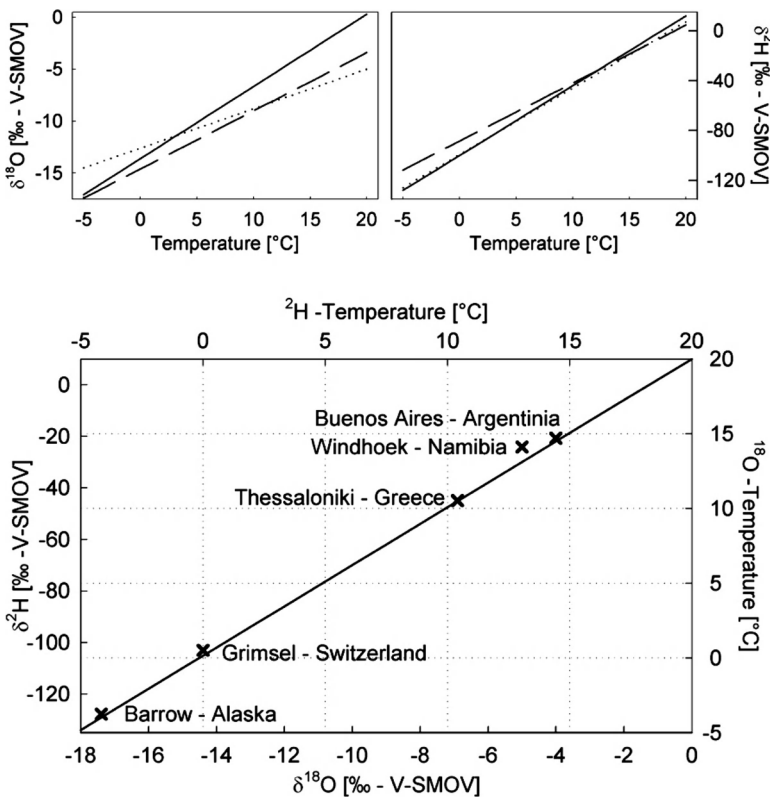 0
-5
-10
-15
δ¹⁸O [‰ - V-SMOV]
-5 0 5 10 15 20
Temperature [°C]
0
-40
-80
-120
δ²H [‰ - V-SMOV]
-5 0 5 10 15 20
Temperature [°C]
²H -Temperature [°C]
-5 0 5 10 15 20
0
-20
-40
-60
-80
-100
-120
δ²H [‰ -V-SMOV]
Buenos Aires - Argentinia
Windhoek - Namibia
Thessaloniki - Greece
Grimsel - Switzerland
Barrow - Alaska
20
15
10
5
0
-5
¹⁸O -Temperature [°C]
-18 -16 -14 -12 -10 -8 -6 -4 -2 0
δ¹⁸O [‰ - V-SMOV]